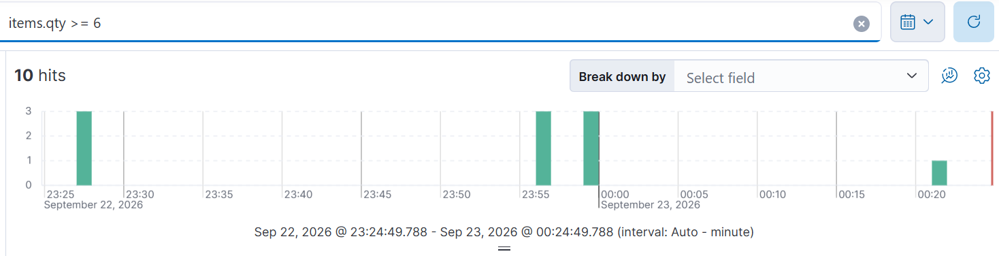 items.qty >= 6
10 hits
Break down by Select field
3
2
1
0
23:25 23:30 23:35 23:40 23:45 23:50 23:55 00:00 00:05 00:10 00:15 00:20
September 22, 2026 September 23, 2026
Sep 22, 2026 @ 23:24:49.788 - Sep 23, 2026 @ 00:24:49.788 (interval: Auto - minute)